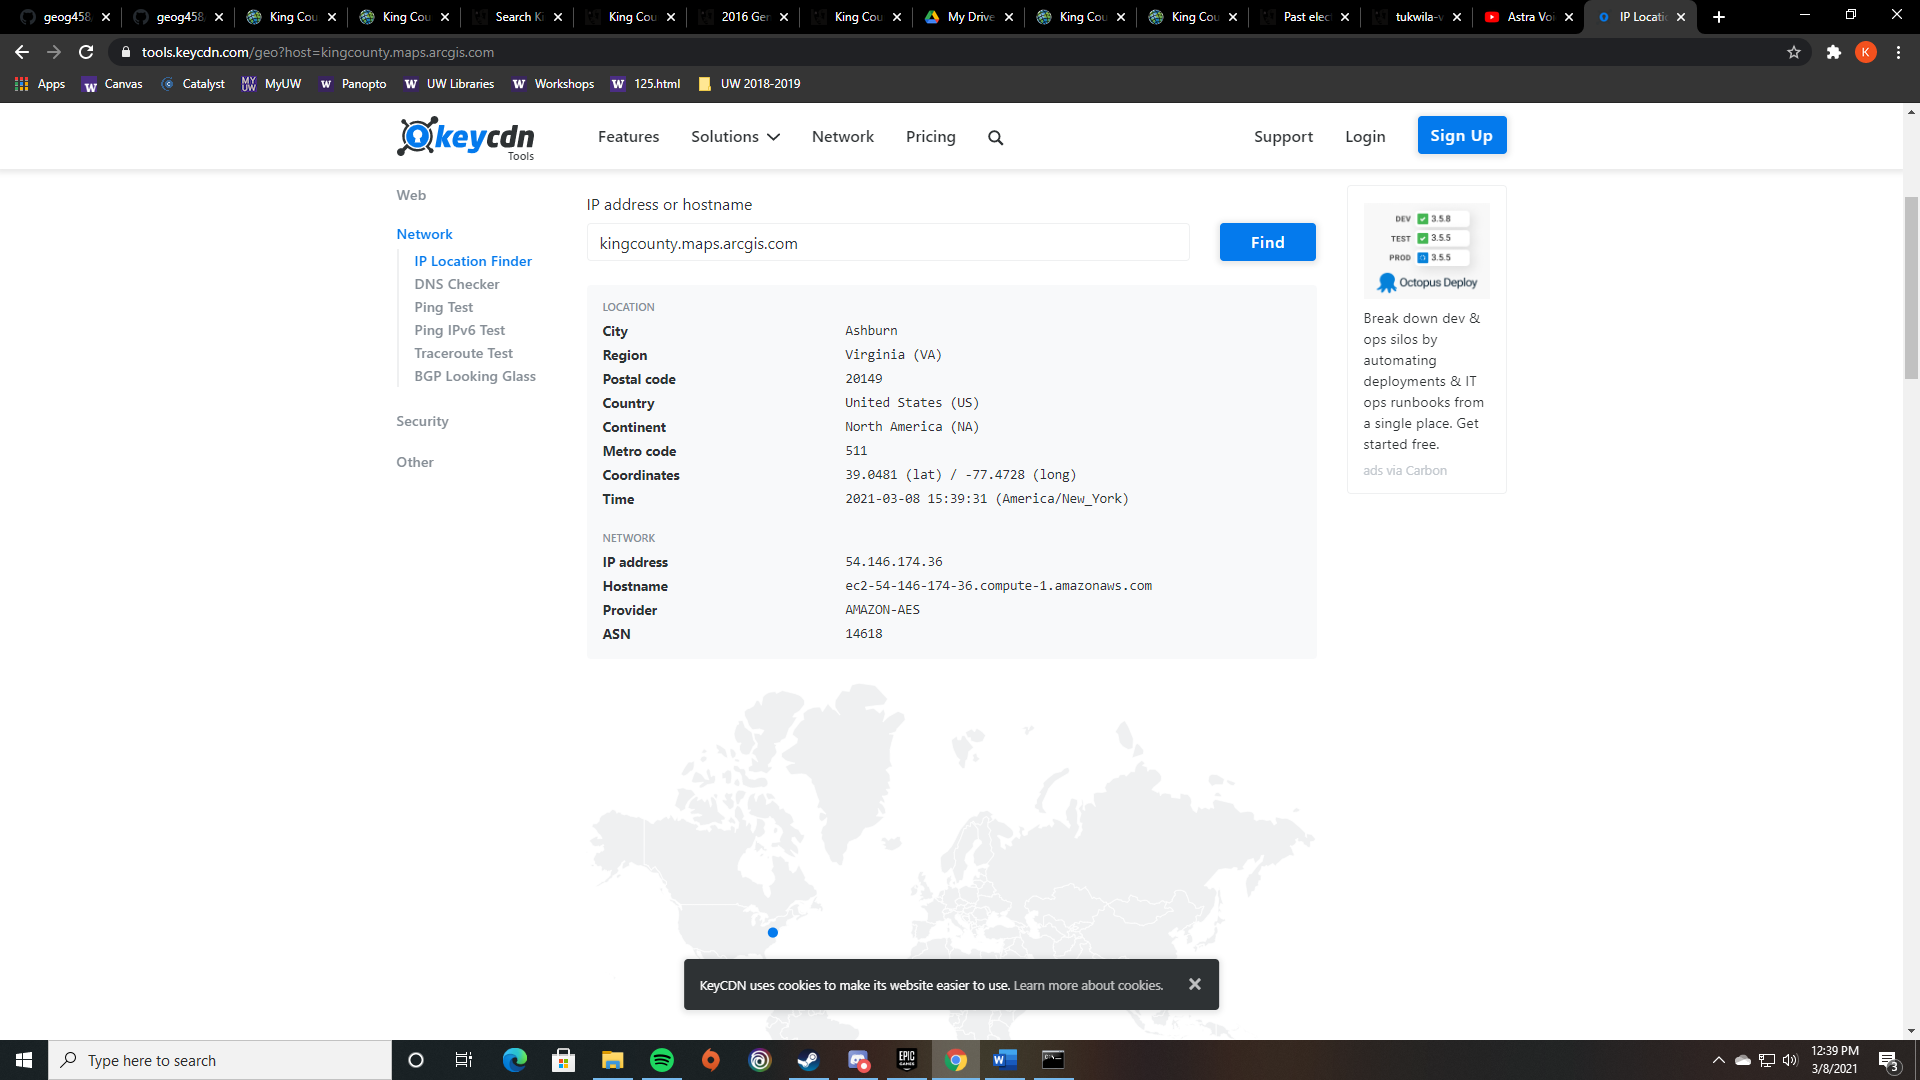 geog458
geog458
King Cou
King Cou
Search Ki
King Cou
2016 Gen
King Cou
My Drive
King Cou
King Cou
Past elect
tukwila-v
Astra Voi
IP Locatio
tools.keycdn.com/geo?host=kingcounty.maps.arcgis.com
K
Apps
Canvas
Catalyst
MyUW
Panopto
UW Libraries
Workshops
125.html
UW 2018-2019
keycdn
Tools
Features
Solutions
Network
Pricing
Support
Login
Sign Up
Web
Network
IP Location Finder
DNS Checker
Ping Test
Ping IPv6 Test
Traceroute Test
BGP Looking Glass
Security
Other
IP address or hostname
kingcounty.maps.arcgis.com
Find
LOCATION
City Ashburn
Region Virginia (VA)
Postal code 20149
Country United States (US)
Continent North America (NA)
Metro code 511
Coordinates 39.0481 (lat) / -77.4728 (long)
Time 2021-03-08 15:39:31 (America/New_York)
NETWORK
IP address 54.146.174.36
Hostname ec2-54-146-174-36.compute-1.amazonaws.com
Provider AMAZON-AES
ASN 14618
DEV 3.5.8
TEST 3.5.5
PROD 3.5.5
Octopus Deploy
Break down dev &
ops silos by
automating
deployments & IT
ops runbooks from
a single place. Get
started free.
ads via Carbon
KeyCDN uses cookies to make its website easier to use. Learn more about cookies.
Type here to search
EPIC
GAMES
12:39 PM
3/8/2021
3